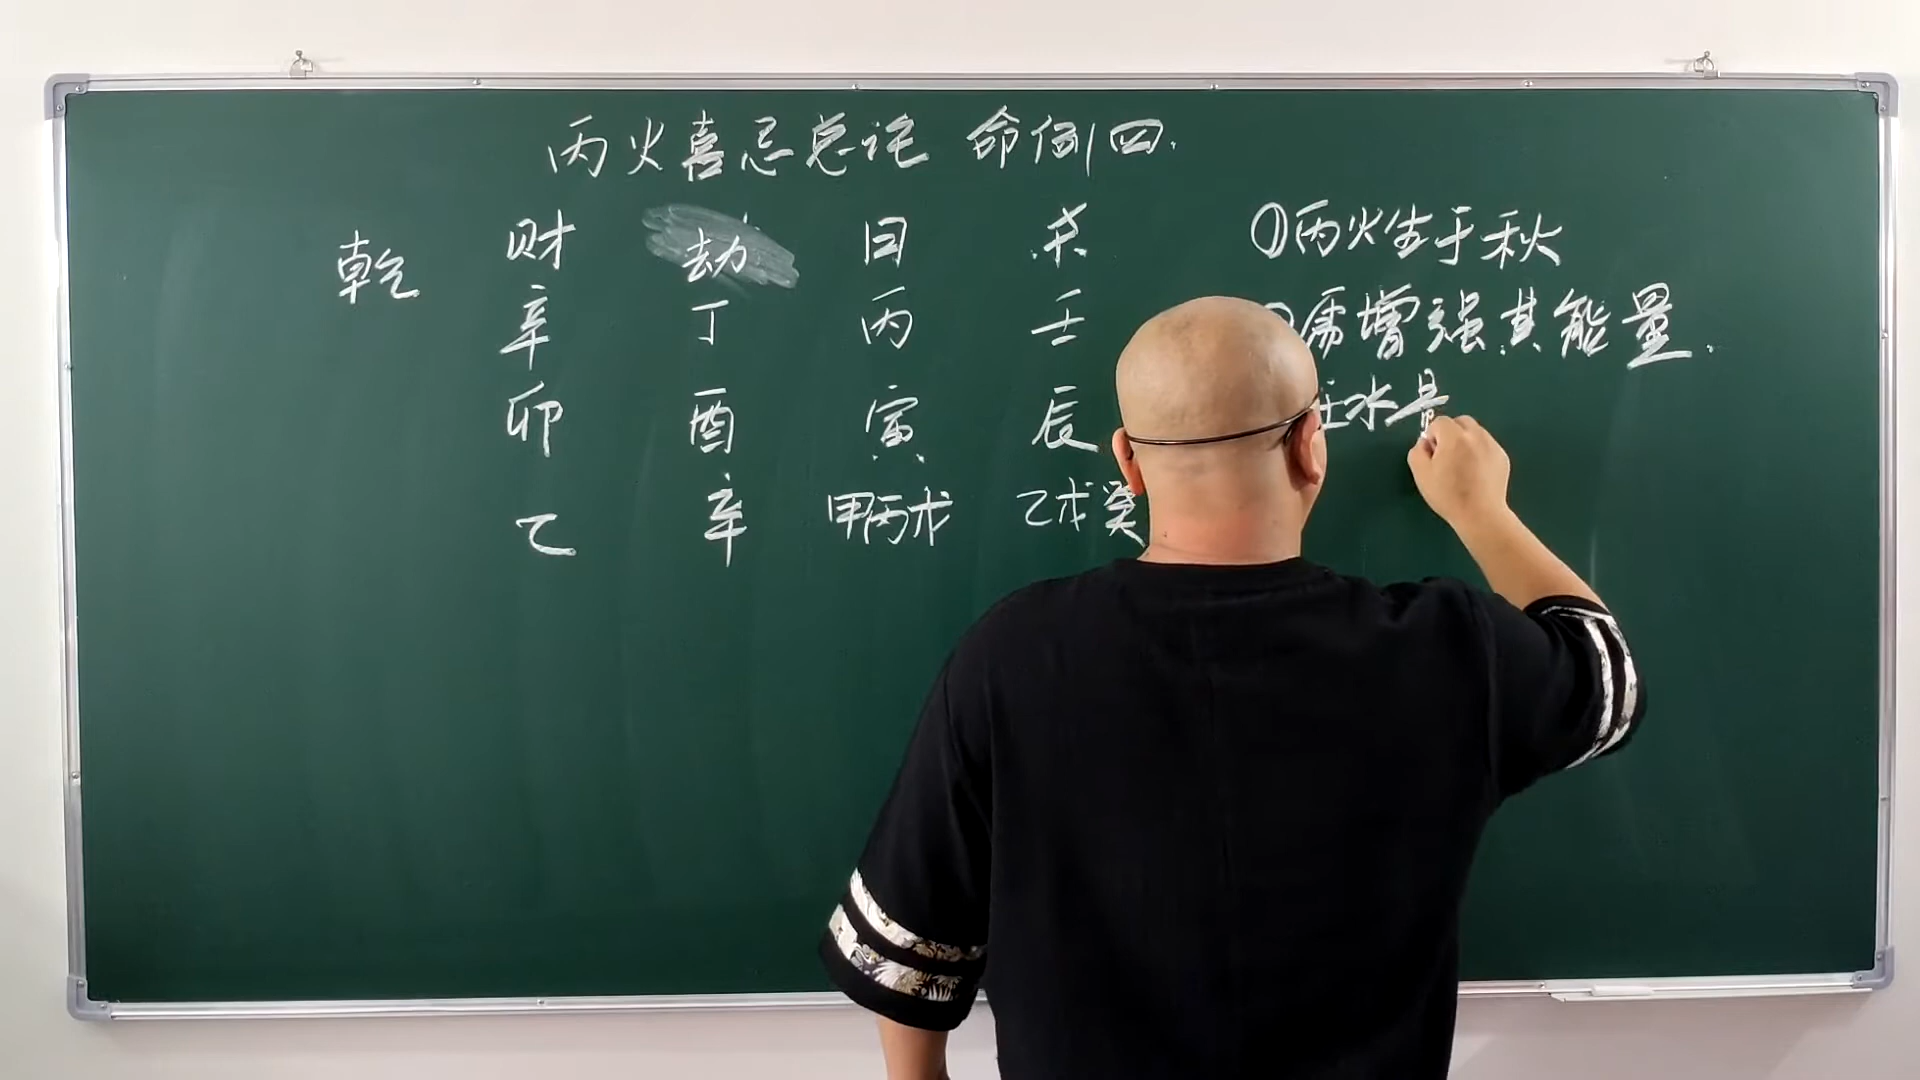 丙火喜忌总论 命例四.
乾 财 劫 日 杀
辛 丁 丙 壬
卯 酉 寅 辰
乙 辛 甲丙戊 乙戊癸
①丙火生于秋
需增强其能量.
壬水